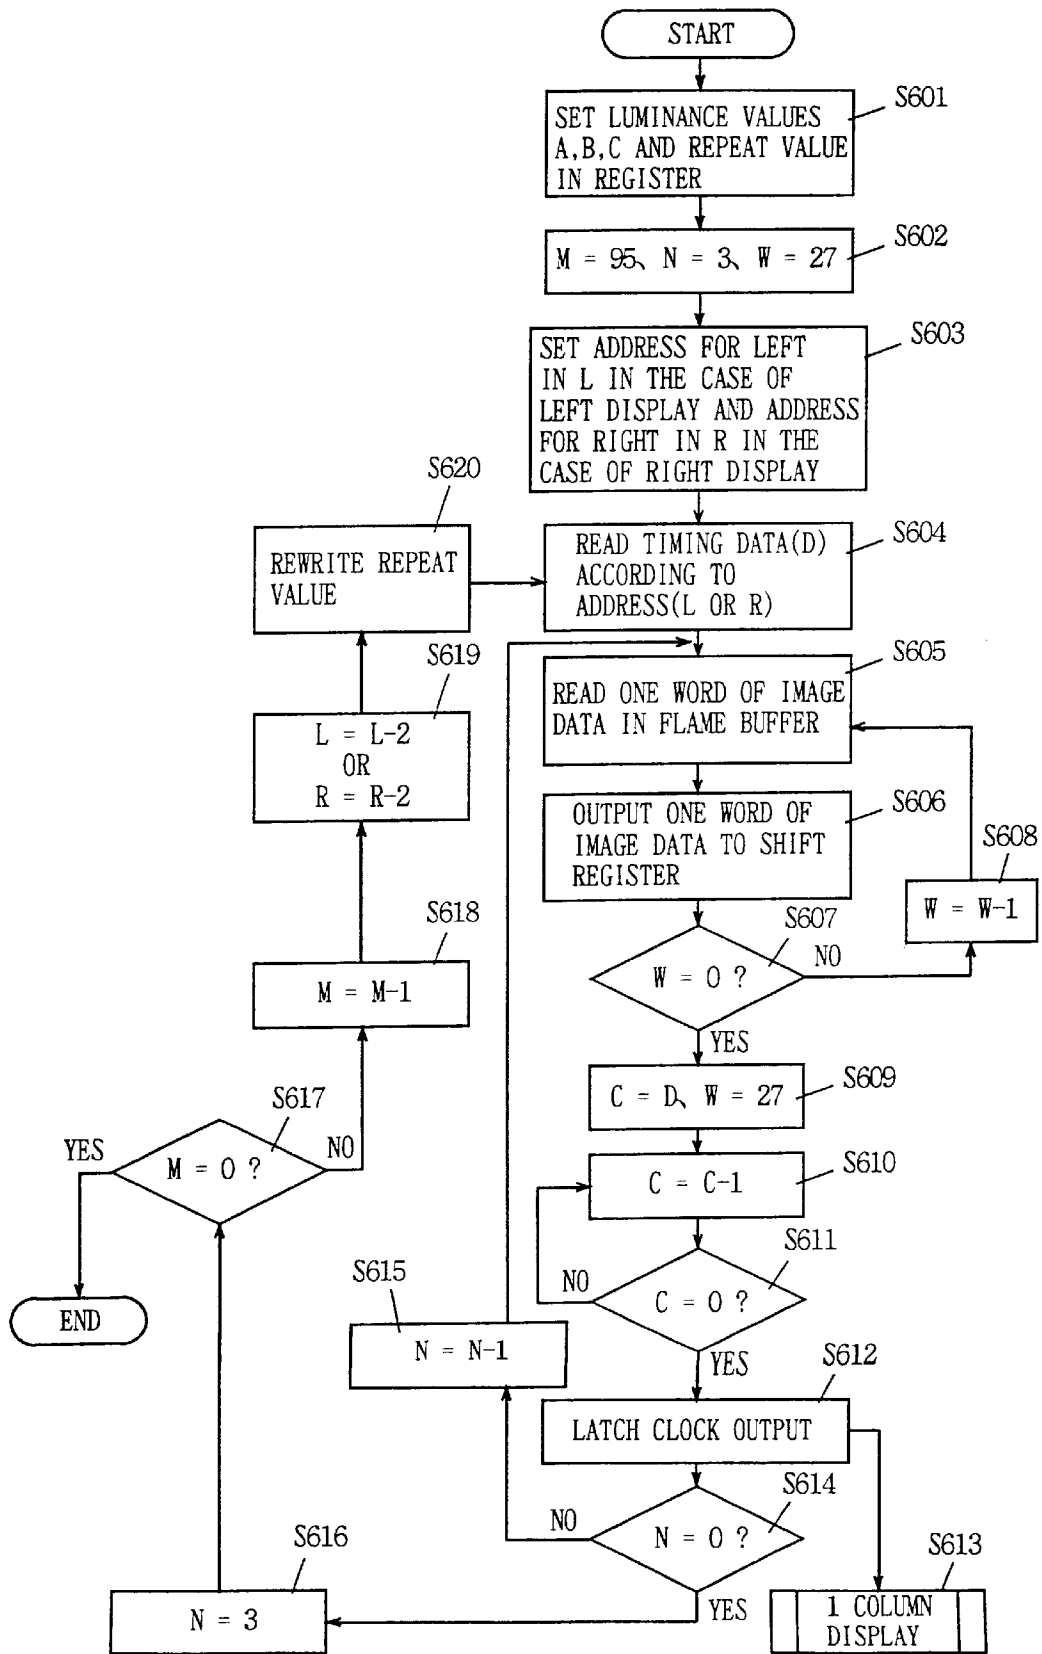 START
S601
SET LUMINANCE VALUES
A,B,C AND REPEAT VALUE
IN REGISTER
S602
M = 95、N = 3、W = 27
S603
SET ADDRESS FOR LEFT
IN L IN THE CASE OF
LEFT DISPLAY AND ADDRESS
FOR RIGHT IN R IN THE
CASE OF RIGHT DISPLAY
S620
REWRITE REPEAT
VALUE
S604
READ TIMING DATA(D)
ACCORDING TO
ADDRESS(L OR R)
S619
L = L-2
OR
R = R-2
S605
READ ONE WORD OF IMAGE
DATA IN FLAME BUFFER
S606
OUTPUT ONE WORD OF
IMAGE DATA TO SHIFT
REGISTER
S608
W = W-1
S618
M = M-1
S607
W = 0 ?
NO
YES
S609
C = D、W = 27
S617
M = 0 ?
YES
NO
END
S610
C = C-1
S611
C = 0 ?
NO
YES
S615
N = N-1
S612
LATCH CLOCK OUTPUT
S614
N = 0 ?
NO
YES
S616
N = 3
S613
1 COLUMN
DISPLAY